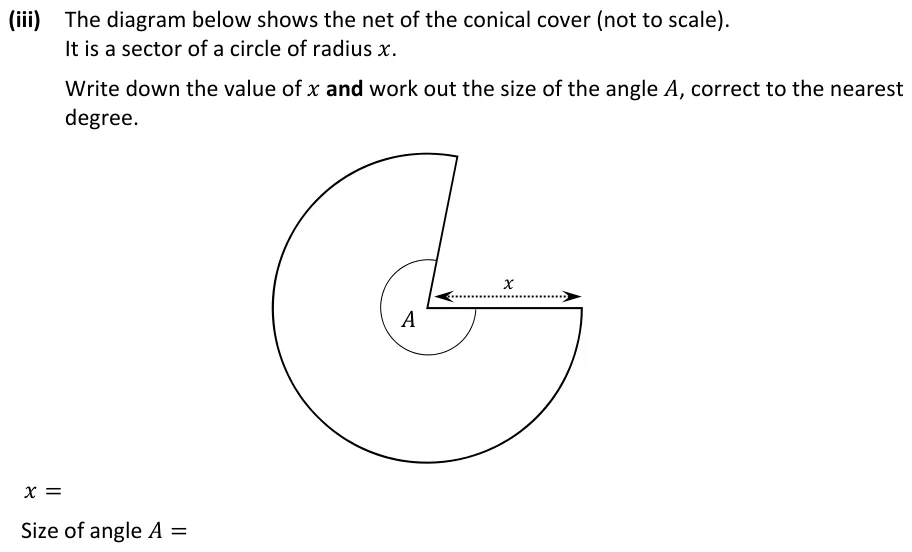 (iii) The diagram below shows the net of the conical cover (not to scale).
It is a sector of a circle of radius x.
Write down the value of x and work out the size of the angle A, correct to the nearest
degree.
x
A
x =
Size of angle A =